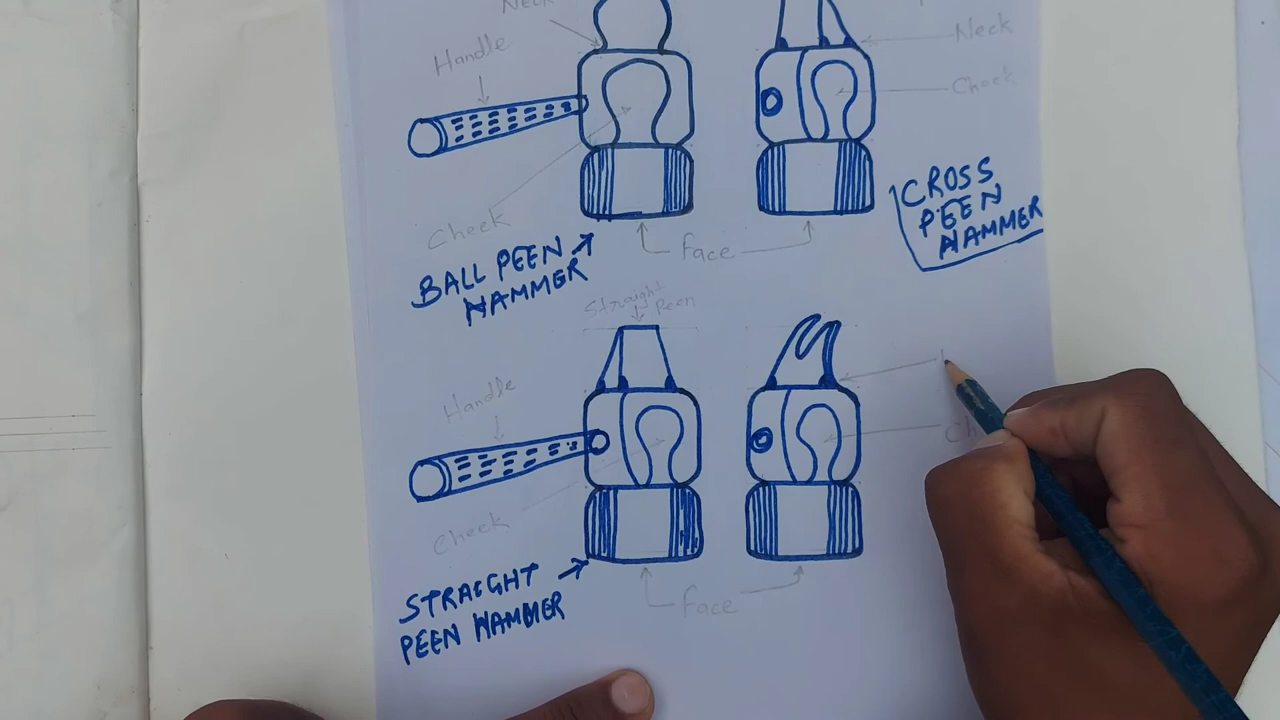 Neck
Handle
Neck
Cheek
CROSS
PEEN
HAMMER
Cheek
Face
BALL PEEN
HAMMER
Straight
Peen
Handle
Cheek
STRAIGHT
PEEN HAMMER
Face